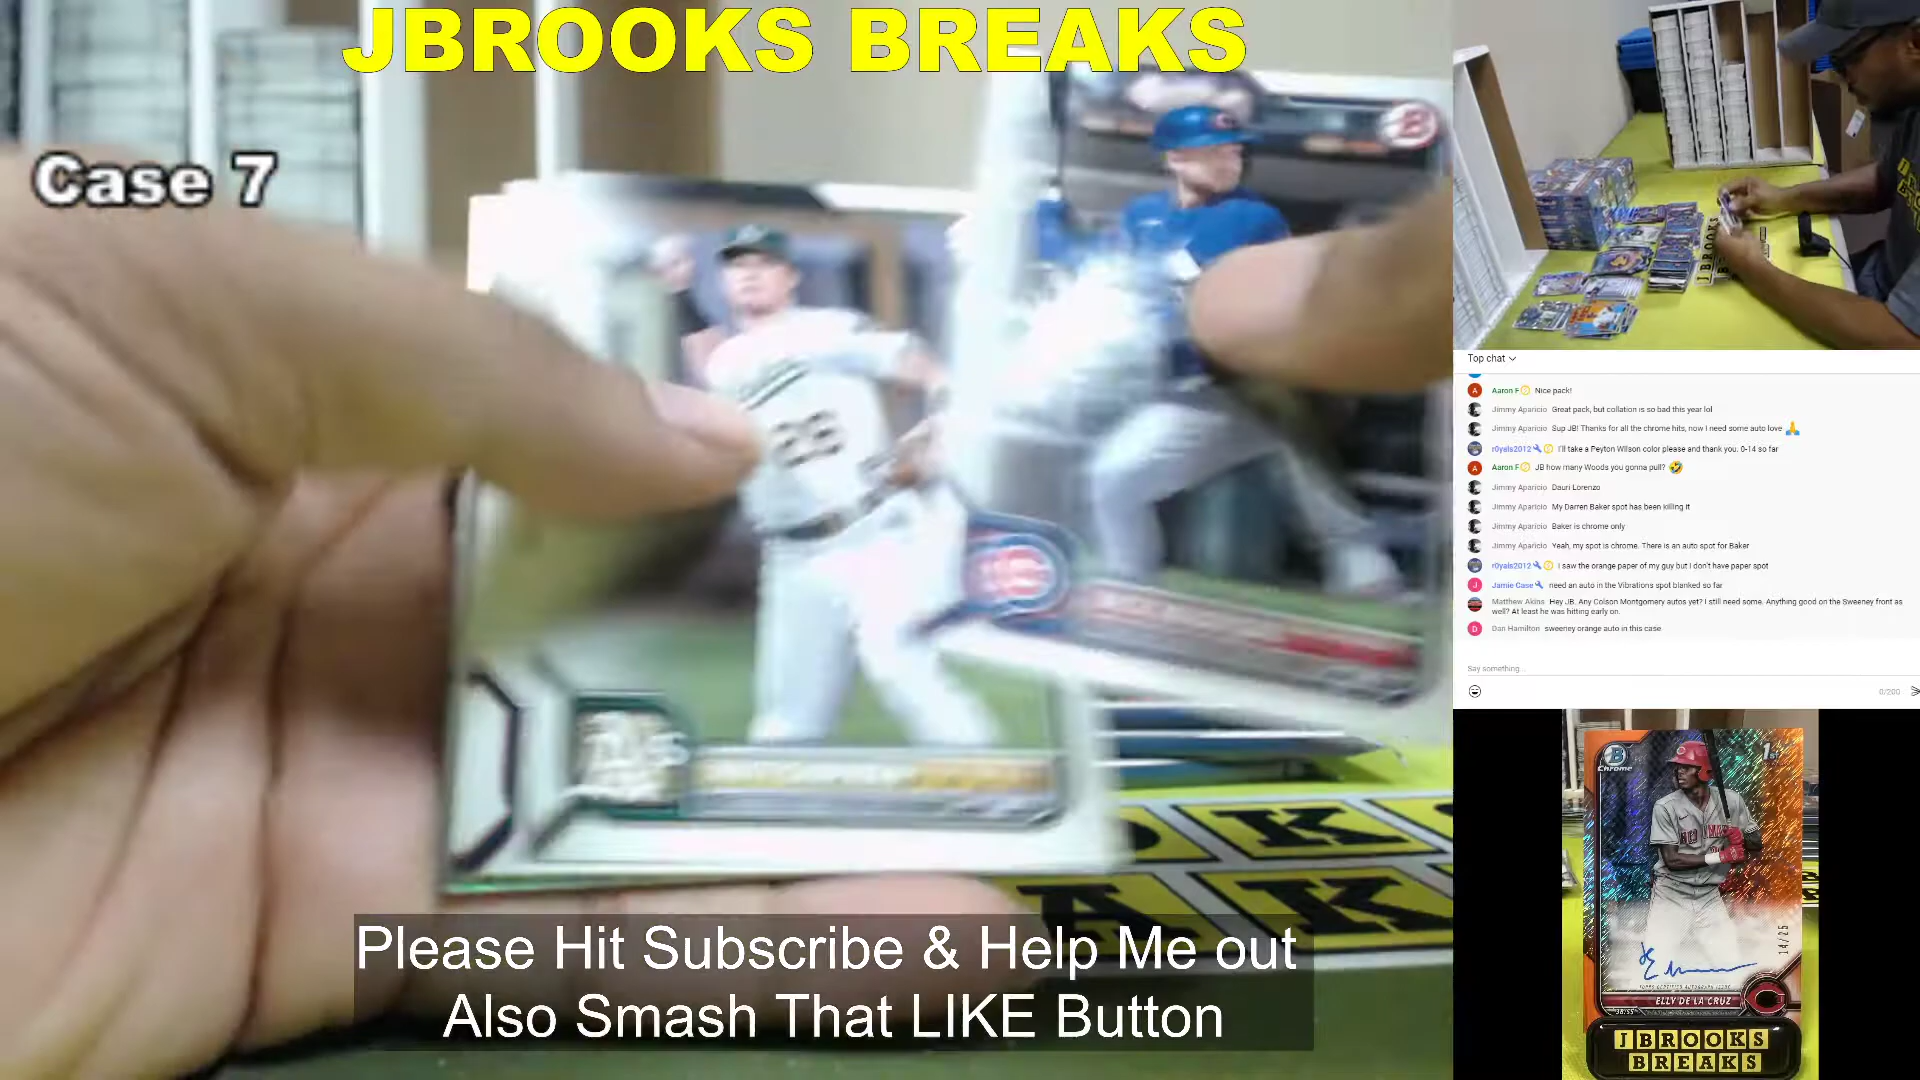 JBROOKS BREAKS
Case 7
28
Please Hit Subscribe & Help Me out
Also Smash That LIKE Button
Top chat
Aaron F Nice pack!
Jimmy Aparicio Great pack, but collation is so bad this year lol
Jimmy Aparicio Sup JB! Thanks for all the chrome hits, now I need some auto love
r0yals2012 I'll take a Peyton Wilson color please and thank you. 0-14 so far
Aaron F JB how many Woods you gonna pull?
Jimmy Aparicio Dauri Lorenzo
Jimmy Aparicio My Darren Baker spot has been killing it
Jimmy Aparicio Baker is chrome only
Jimmy Aparicio Yeah, my spot is chrome. There is an auto spot for Baker
r0yals2012 I saw the orange paper of my guy but I don't have paper spot
Jamie Case need an auto in the Vibrations spot blanked so far
Matthew Akins Hey JB. Any Colson Montgomery autos yet? I still need some. Anything good on the Sweeney front as
well? At least he was hitting early on.
Dan Hamilton sweeney orange auto in this case
Say something...
0/200
B
Chrome
1st
14/25
ELLY DE LA CRUZ
JBROOKS
BREAKS